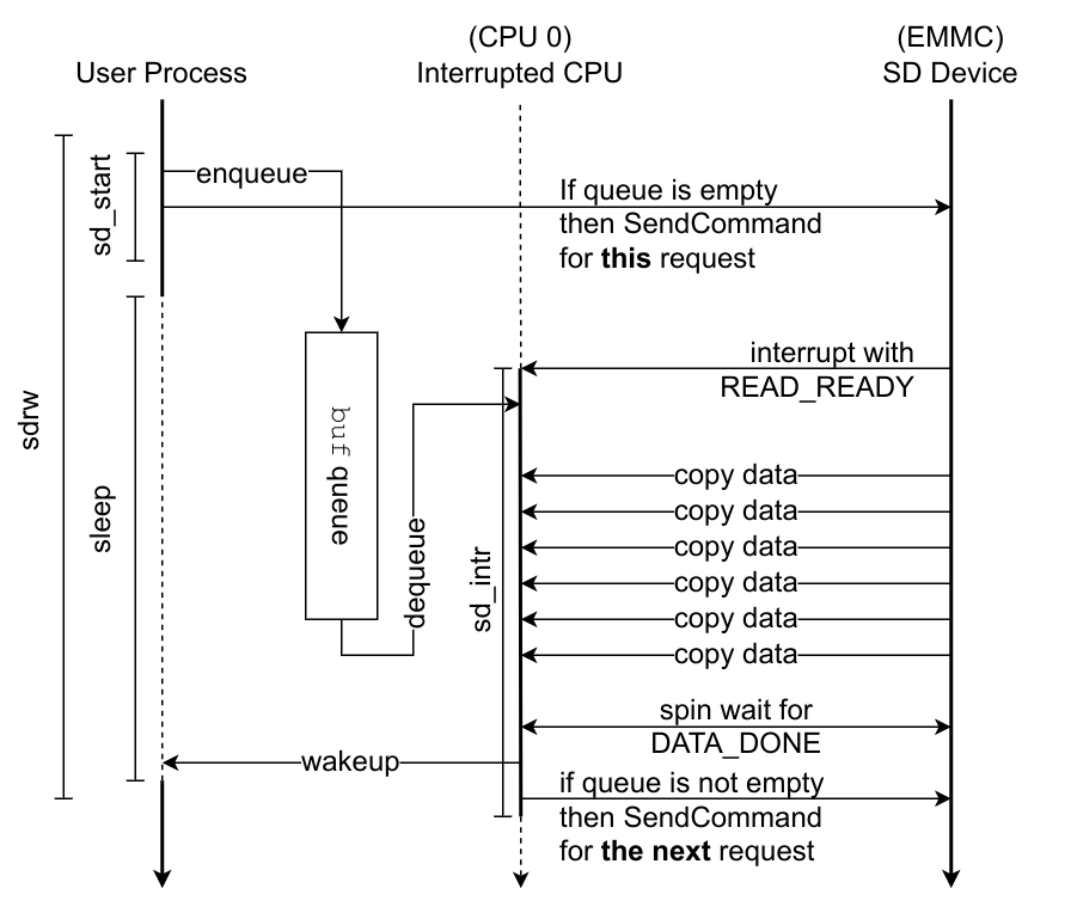 (CPU 0)
(EMMC)
User Process
Interrupted CPU
SD Device
sd_start
enqueue
If queue is empty
then SendCommand
for this request
sdrw
sleep
buf queue
dequeue
sd_intr
interrupt with
READ_READY
copy data
copy data
copy data
copy data
copy data
copy data
spin wait for
DATA_DONE
wakeup
if queue is not empty
then SendCommand
for the next request